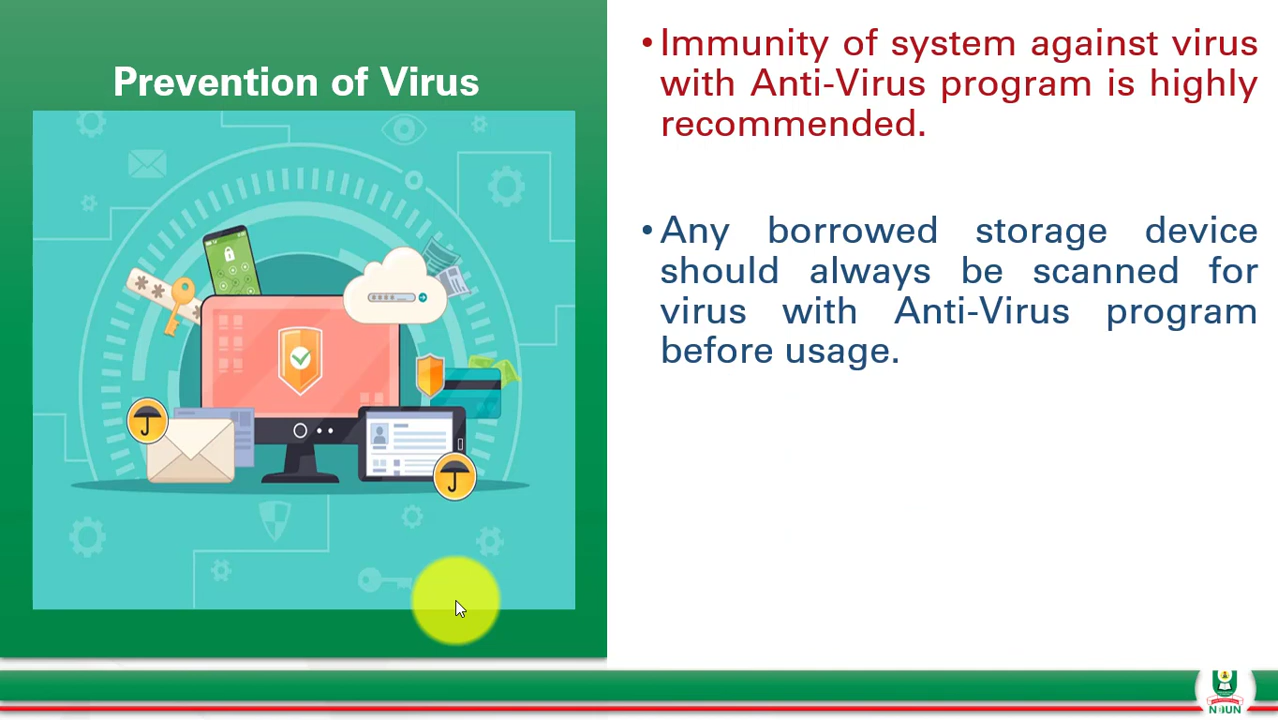 Prevention of Virus
•Immunity of system against virus
with Anti-Virus program is highly
recommended.
•Any borrowed storage device
should always be scanned for
virus with Anti-Virus program
before usage.
NOUN